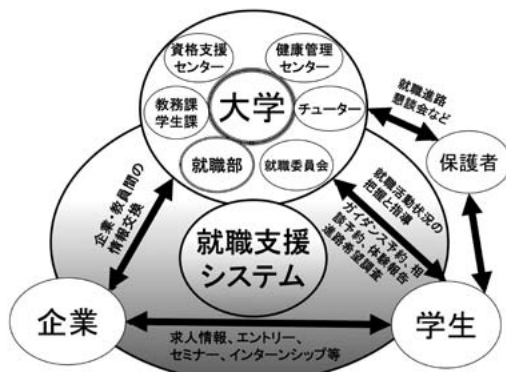 資格支援
センター
健康管理
センター
教務課
学生課
大学
チューター
就職部
就職委員会
就職進路
懇談会など
保護者
企業・教員間の
情報交換
就職活動状況の
把握と指導
ガイダンス予約、相
談予約、体験報告
進路希望調査
就職支援
システム
企業
学生
求人情報、エントリー、
セミナー、インターンシップ等